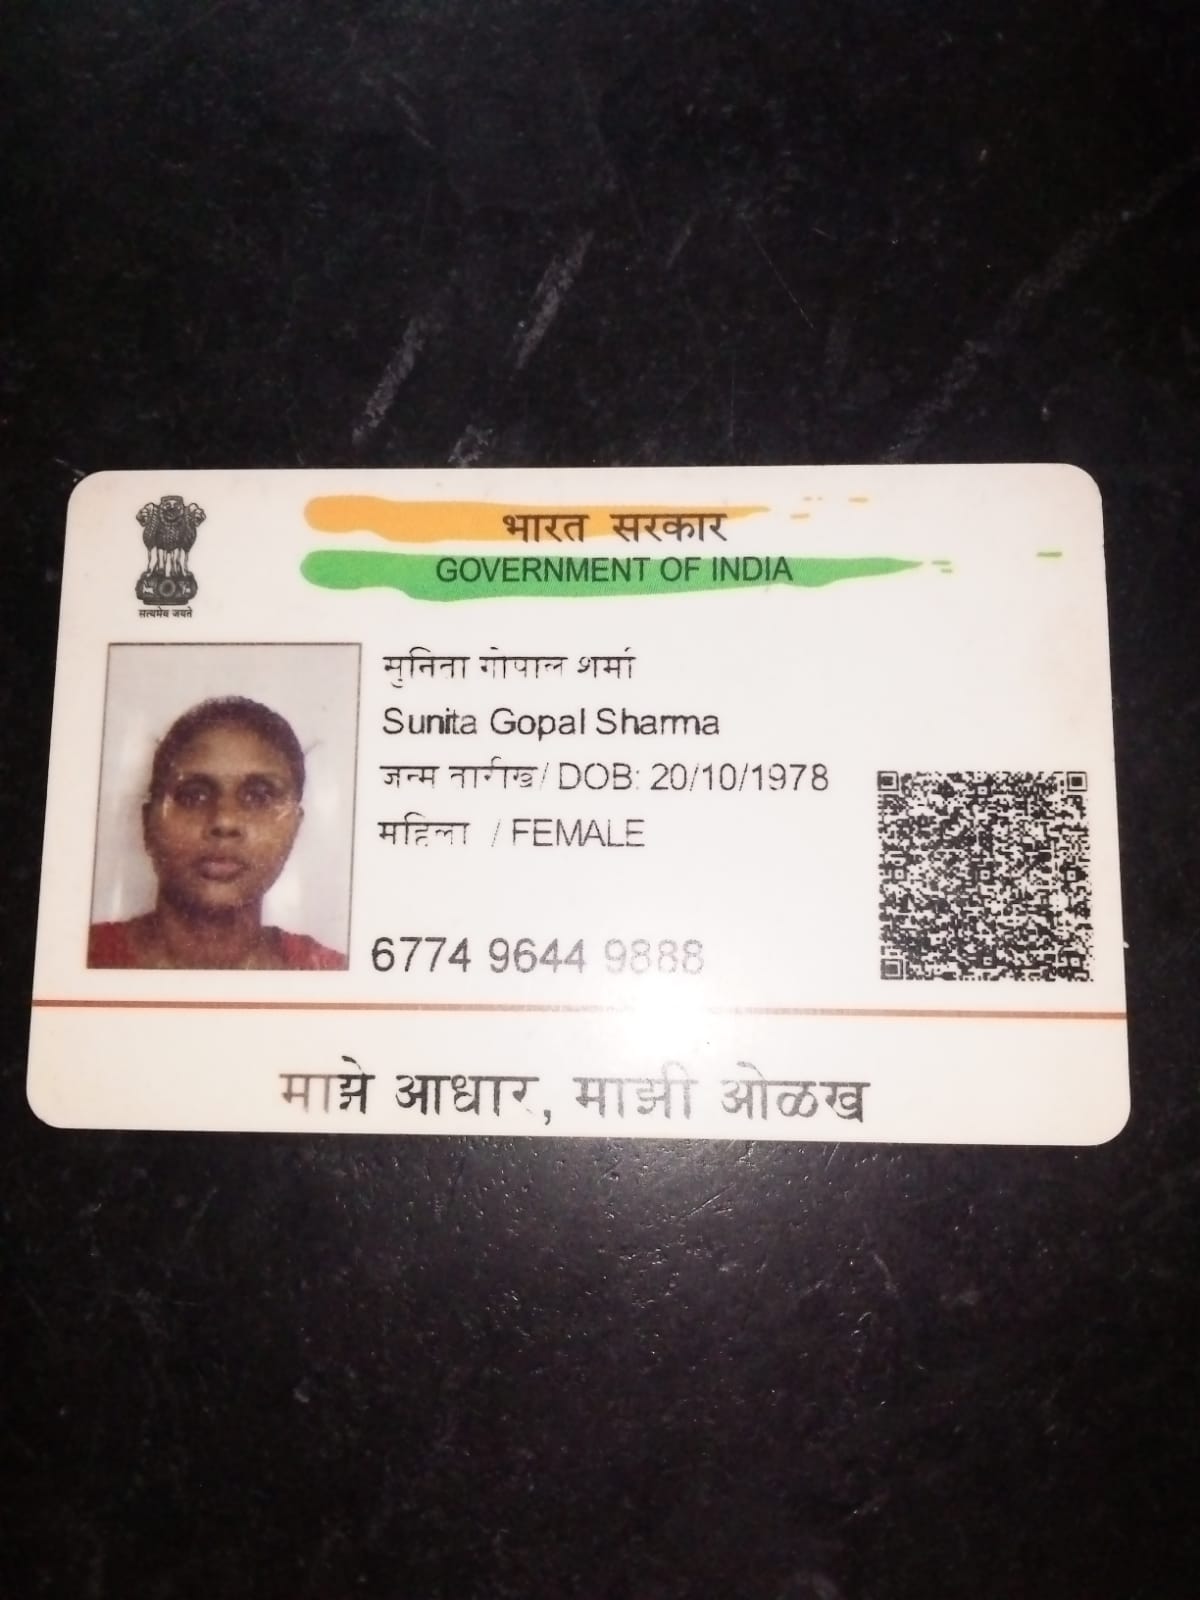 भारत सरकार
GOVERNMENT OF INDIA
सत्यमेव जयते
सुनिता गोपाल शर्मा
Sunita Gopal Sharma
जन्म तारीख / DOB: 20/10/1978
महिला / FEMALE
6774 9644 9888
माझे आधार, माझी ओळख